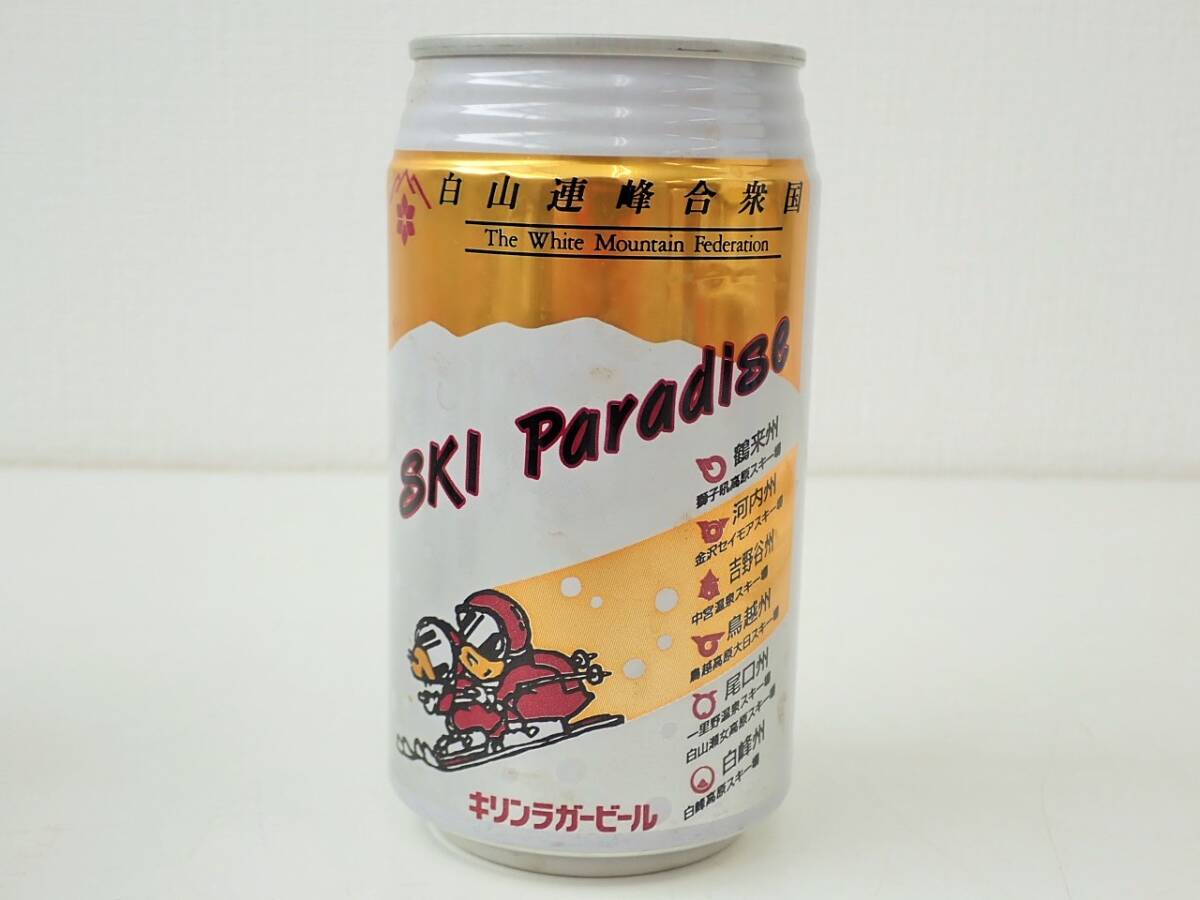 白山連峰合衆国
The White Mountain Federation
SKI Paradise
鶴来州
獅子吼高原スキー場
河内州
金沢セイモアスキー場
吉野谷州
中宮温泉スキー場
鳥越州
鳥越高原大日スキー場
尾口州
一里野温泉スキー場
白山瀬女高原スキー場
白峰州
白峰高原スキー場
キリンラガービール